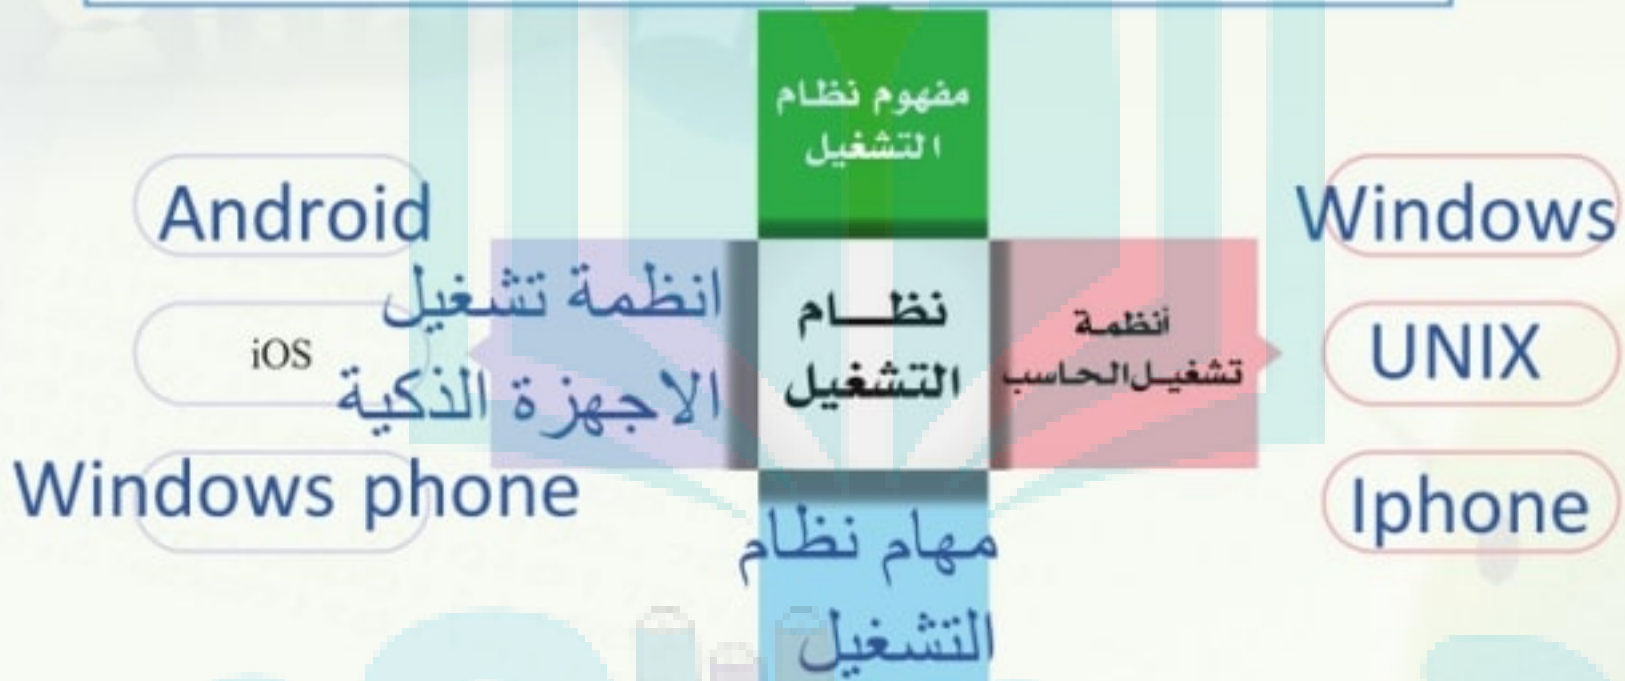 مفهوم نظام
التشغيل
Windows
UNIX
Iphone
أنظمة
تشغيل الحاسب
نظـــام
التشغيل
انظمة تشغيل
الاجهزة الذكية
Android
iOS
Windows phone
مهام نظام
التشغيل